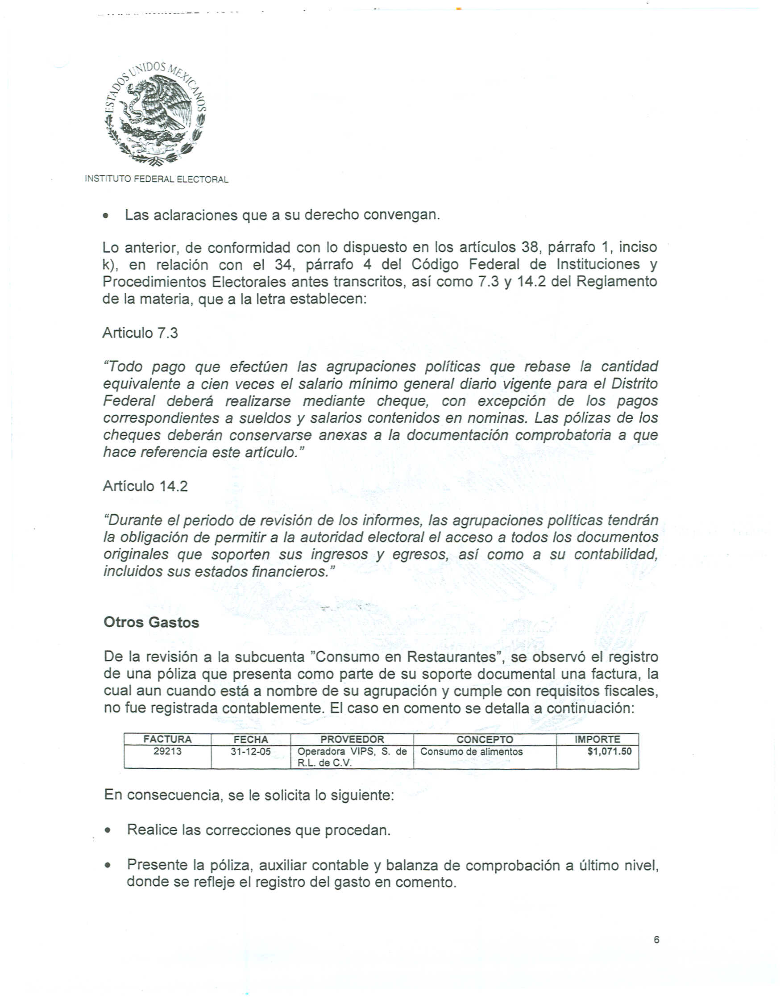 ESTADOS UNIDOS MEXICANOS
INSTITUTO FEDERAL ELECTORAL
• Las aclaraciones que a su derecho convengan.
Lo anterior, de conformidad con lo dispuesto en los artículos 38, párrafo 1, inciso
k), en relación con el 34, párrafo 4 del Código Federal de Instituciones y
Procedimientos Electorales antes transcritos, así como 7.3 y 14.2 del Reglamento
de la materia, que a la letra establecen:
Articulo 7.3
“Todo pago que efectúen las agrupaciones políticas que rebase la cantidad
equivalente a cien veces el salario mínimo general diario vigente para el Distrito
Federal deberá realizarse mediante cheque, con excepción de los pagos
correspondientes a sueldos y salarios contenidos en nominas. Las pólizas de los
cheques deberán conservarse anexas a la documentación comprobatoria a que
hace referencia este artículo.”
Artículo 14.2
“Durante el periodo de revisión de los informes, las agrupaciones políticas tendrán
la obligación de permitir a la autoridad electoral el acceso a todos los documentos
originales que soporten sus ingresos y egresos, así como a su contabilidad,
incluidos sus estados financieros.”
Otros Gastos
De la revisión a la subcuenta ”Consumo en Restaurantes”, se observó el registro
de una póliza que presenta como parte de su soporte documental una factura, la
cual aun cuando está a nombre de su agrupación y cumple con requisitos fiscales,
no fue registrada contablemente. El caso en comento se detalla a continuación:
FACTURA FECHA PROVEEDOR CONCEPTO IMPORTE
29213 31-12-05 Operadora VIPS, S. de Consumo de alimentos $1,071.50
R.L. de C.V.
En consecuencia, se le solicita lo siguiente:
• Realice las correcciones que procedan.
• Presente la póliza, auxiliar contable y balanza de comprobación a último nivel,
donde se refleje el registro del gasto en comento.
6